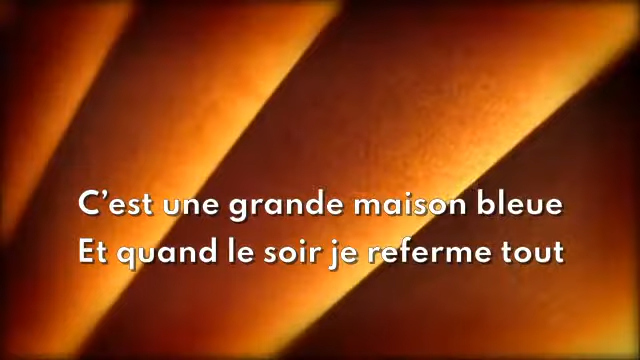 C’est une grande maison bleue
Et quand le soir je referme tout